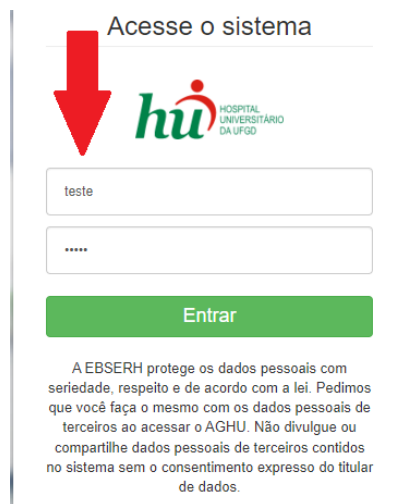 Acesse o sistema
hu
HOSPITAL
UNIVERSITÁRIO
DA UFGD
teste
•••••
Entrar
A EBSERH protege os dados pessoais com
seriedade, respeito e de acordo com a lei. Pedimos
que você faça o mesmo com os dados pessoais de
terceiros ao acessar o AGHU. Não divulgue ou
compartilhe dados pessoais de terceiros contidos
no sistema sem o consentimento expresso do titular
de dados.